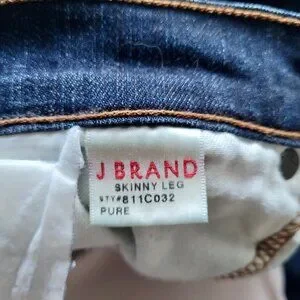 J BRAND
SKINNY LEG
STY#811C032
PURE